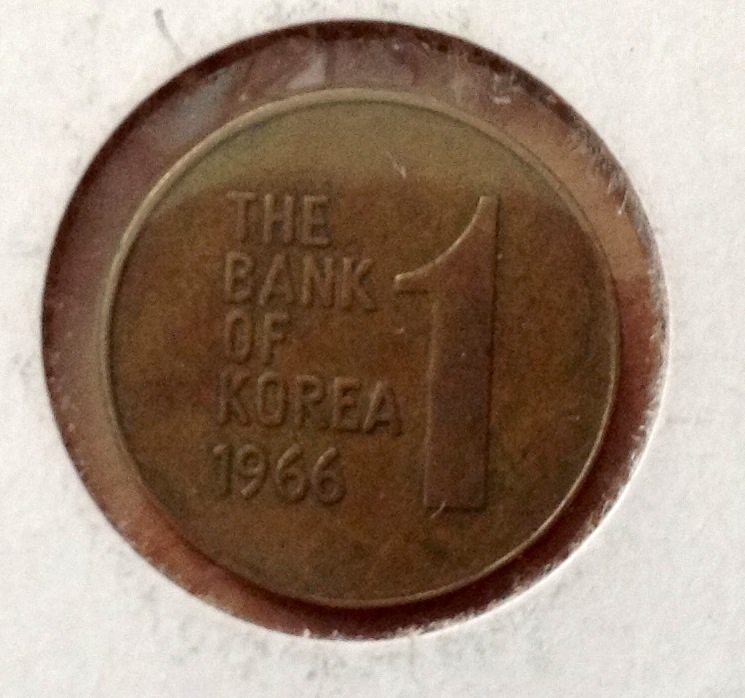 THE
BANK
OF
KOREA
1966
1